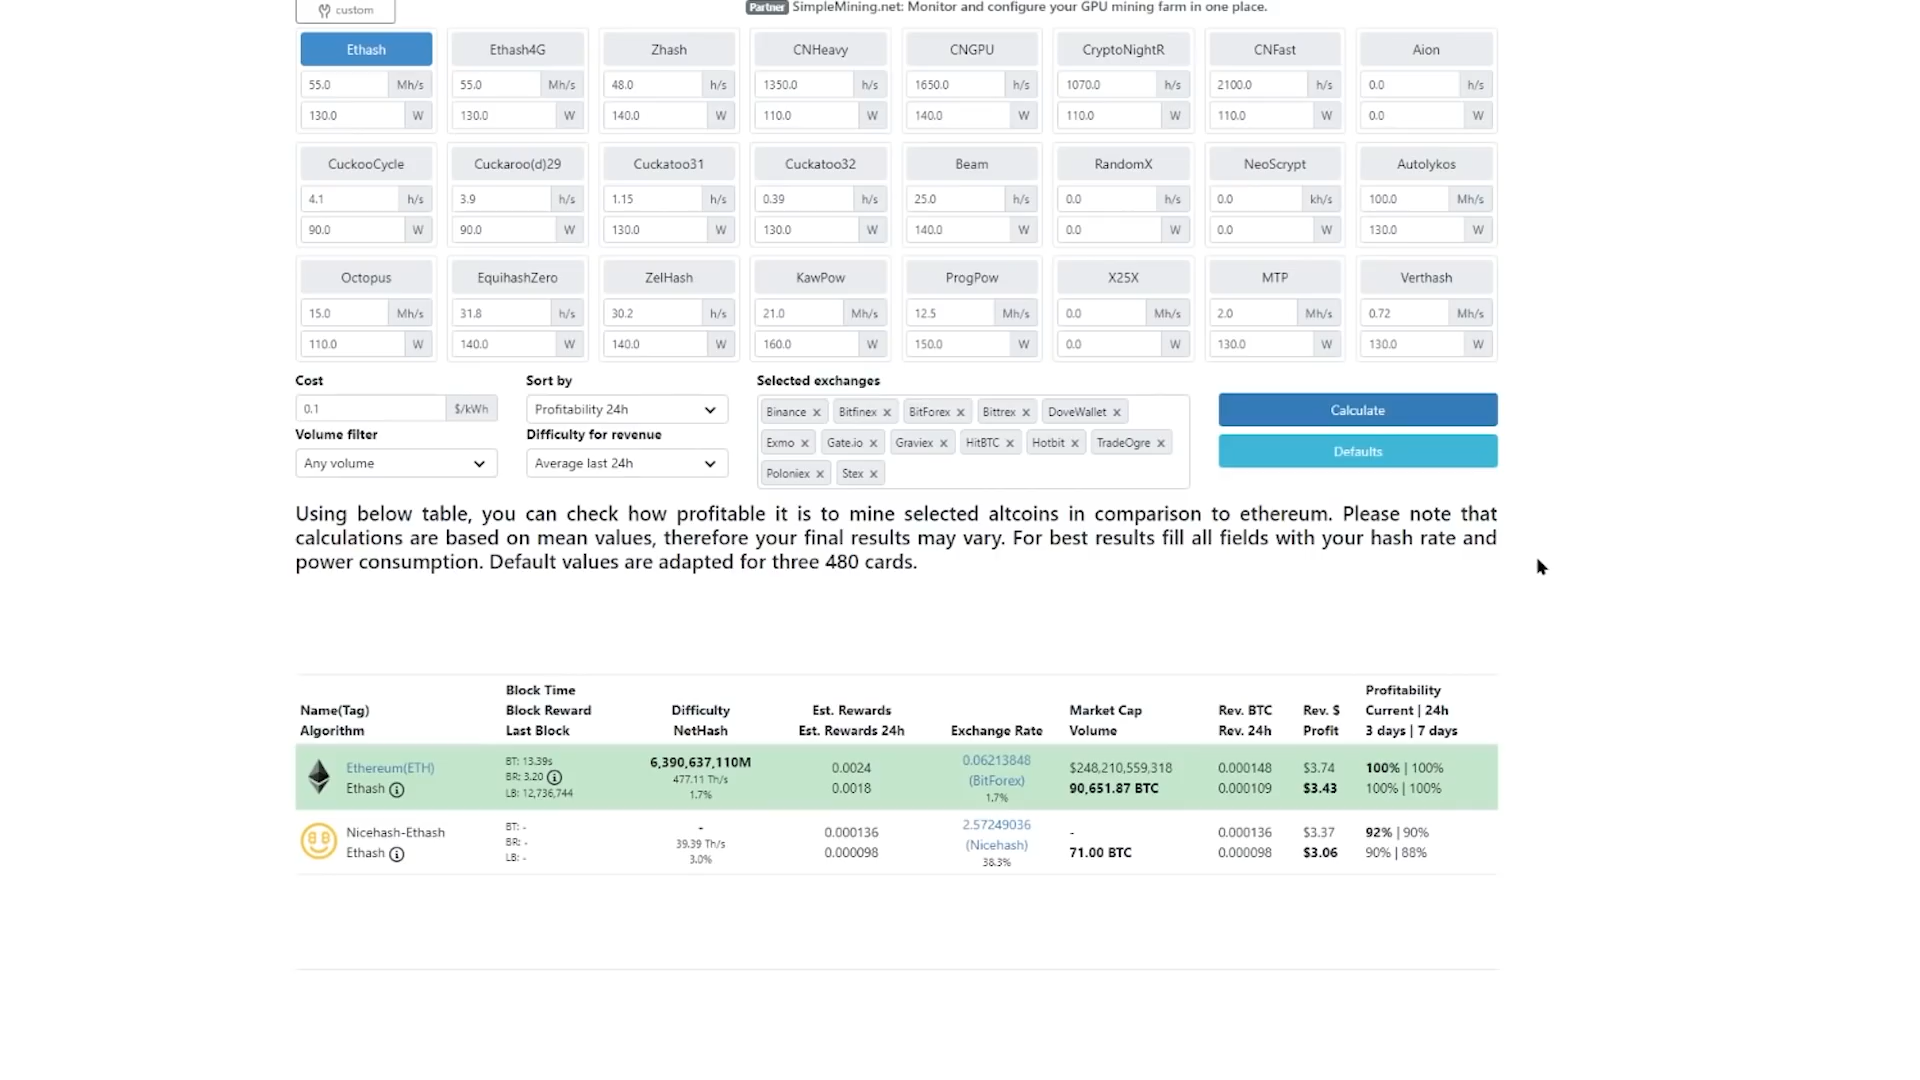 custom
Partner SimpleMining.net: Monitor and configure your GPU mining farm in one place.
Ethash Ethash4G Zhash CNHeavy CNGPU CryptoNightR CNFast Aion
55.0 Mh/s 55.0 Mh/s 48.0 h/s 1350.0 h/s 1650.0 h/s 1070.0 h/s 2100.0 h/s 0.0 h/s
130.0 W 130.0 W 140.0 W 110.0 W 140.0 W 110.0 W 110.0 W 0.0 W
CuckooCycle Cuckaroo(d)29 Cuckatoo31 Cuckatoo32 Beam RandomX NeoScrypt Autolykos
4.1 h/s 3.9 h/s 1.15 h/s 0.39 h/s 25.0 h/s 0.0 h/s 0.0 kh/s 100.0 Mh/s
90.0 W 90.0 W 130.0 W 130.0 W 140.0 W 0.0 W 0.0 W 130.0 W
Octopus EquihashZero ZelHash KawPow ProgPow X25X MTP Verthash
15.0 Mh/s 31.8 h/s 30.2 h/s 21.0 Mh/s 12.5 Mh/s 0.0 Mh/s 2.0 Mh/s 0.72 Mh/s
110.0 W 140.0 W 140.0 W 160.0 W 150.0 W 0.0 W 130.0 W 130.0 W
Cost Sort by Selected exchanges
0.1 $/kWh Profitability 24h Binance × Bitfinex × BitForex × Bittrex × DoveWallet × Calculate
Volume filter Difficulty for revenue Exmo × Gate.io × Graviex × HitBTC × Hotbit × TradeOgre × Defaults
Any volume Average last 24h Poloniex × Stex ×
Using below table, you can check how profitable it is to mine selected altcoins in comparison to ethereum. Please note that
calculations are based on mean values, therefore your final results may vary. For best results fill all fields with your hash rate and
power consumption. Default values are adapted for three 480 cards.
Block Time Profitability
Name(Tag) Block Reward Difficulty Est. Rewards Market Cap Rev. BTC Rev. $ Current | 24h
Algorithm Last Block NetHash Est. Rewards 24h Exchange Rate Volume Rev. 24h Profit 3 days | 7 days
Ethereum(ETH) BT: 13.39s 6,390,637,110M 0.0024 0.06213848 $248,210,559,318 0.000148 $3.74 100% | 100%
Ethash BR: 3.20 477.11 Th/s 0.0018 (BitForex) 90,651.87 BTC 0.000109 $3.43 100% | 100%
LB: 12,736,744 1.7% 1.7%
Nicehash-Ethash BT: - - 0.000136 2.57249036 - 0.000136 $3.37 92% | 90%
Ethash BR: - 39.39 Th/s 0.000098 (Nicehash) 71.00 BTC 0.000098 $3.06 90% | 88%
LB: - 3.0% 38.3%